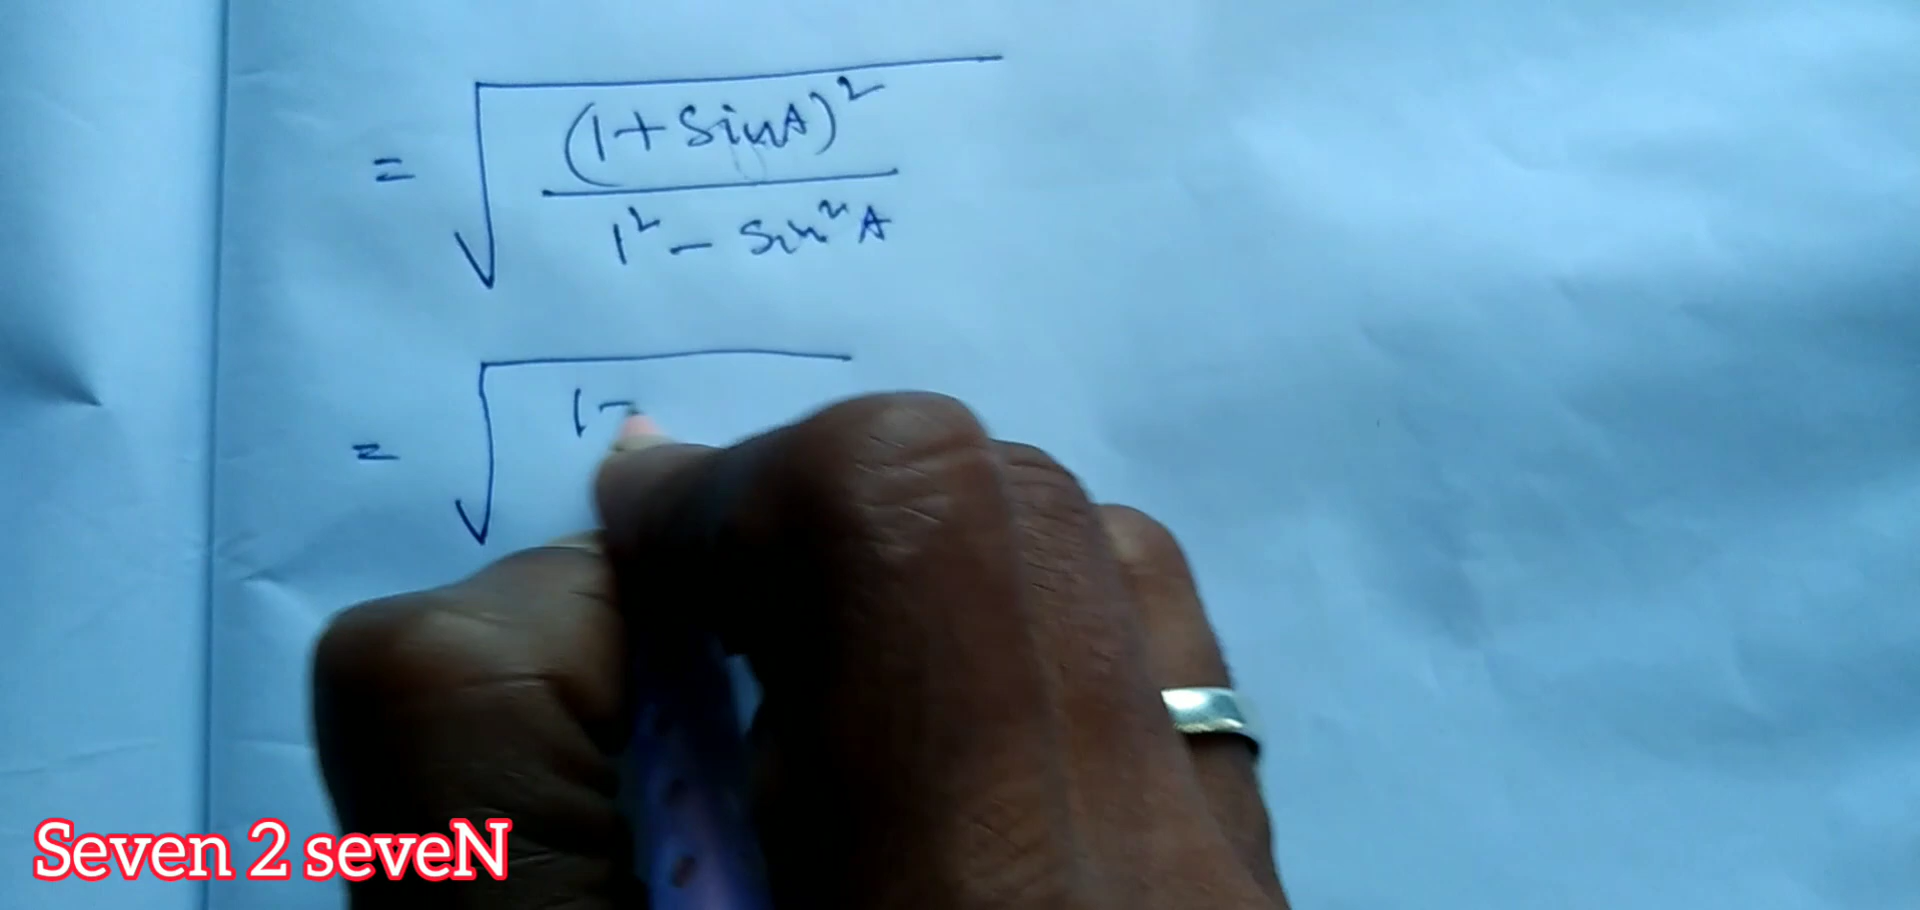 = √ (1+SinA)²
1² - Sin²A
= √ 1
Seven 2 seveN